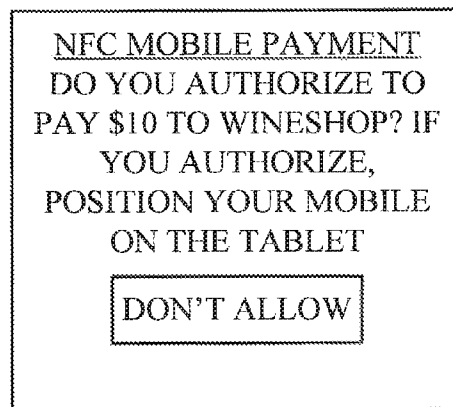 NFC MOBILE PAYMENT
DO YOU AUTHORIZE TO
PAY $10 TO WINESHOP? IF
YOU AUTHORIZE,
POSITION YOUR MOBILE
ON THE TABLET
DON'T ALLOW